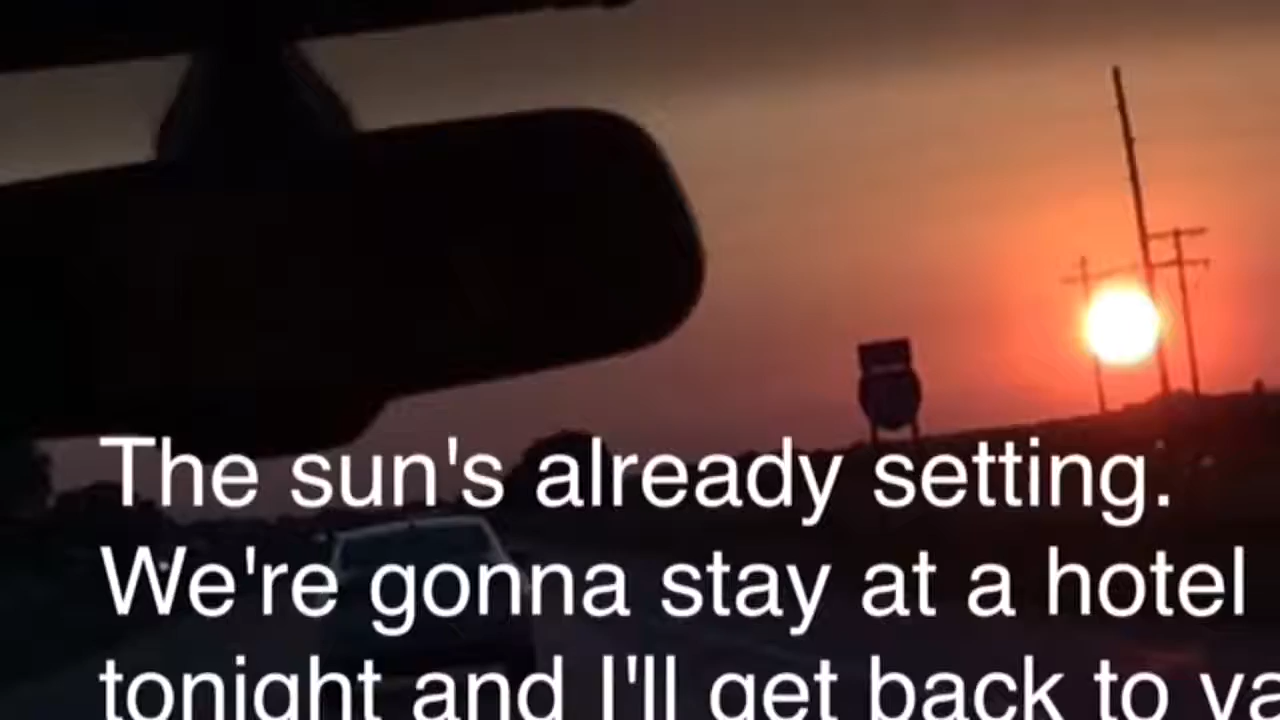 The sun's already setting.
We're gonna stay at a hotel
tonight and I'll get back to